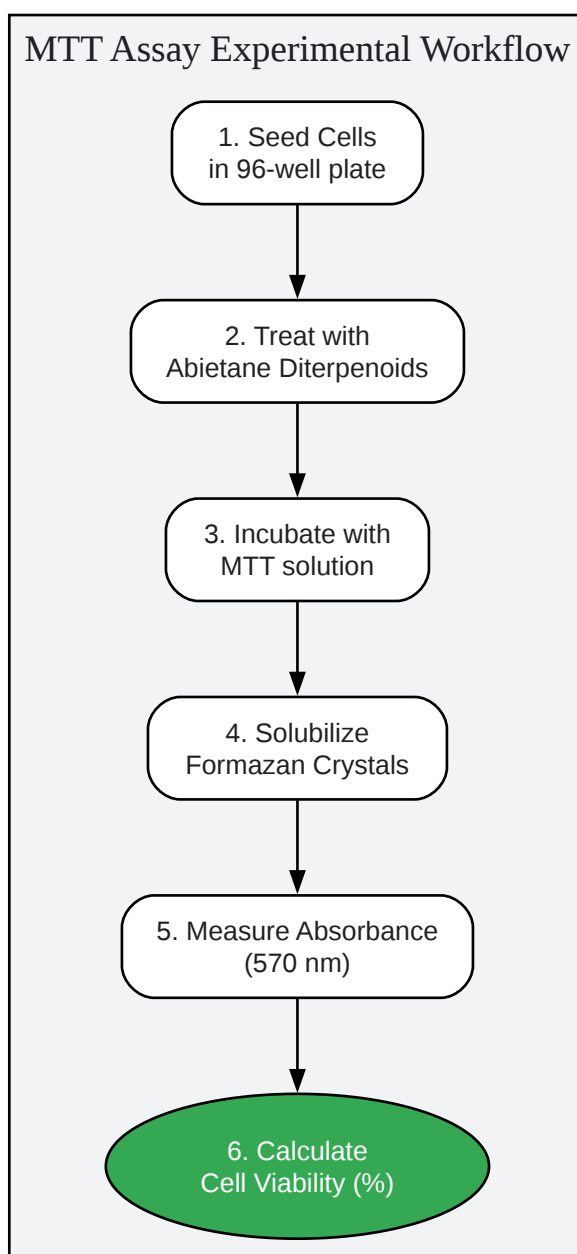 MTT Assay Experimental Workflow
1. Seed Cells
in 96-well plate
2. Treat with
Abietane Diterpenoids
3. Incubate with
MTT solution
4. Solubilize
Formazan Crystals
5. Measure Absorbance
(570 nm)
6. Calculate
Cell Viability (%)